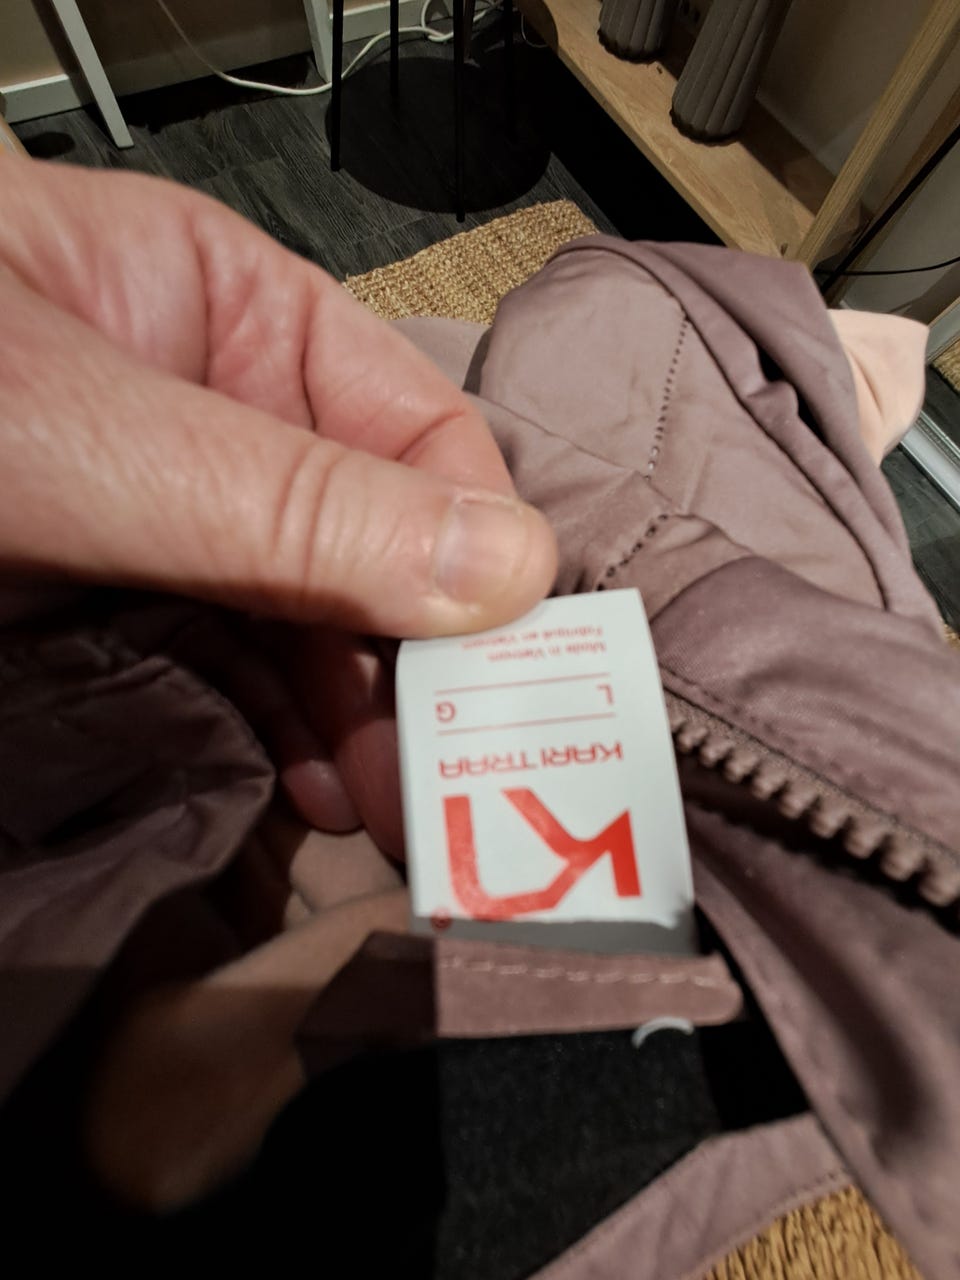 KT®
KARI TRAA
L G
Made in Vietnam
Fabriqué au Vietnam